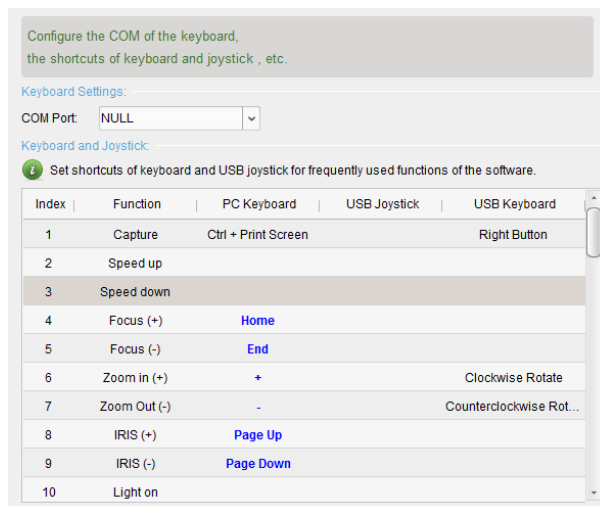 Configure the COM of the keyboard,
the shortcuts of keyboard and joystick , etc.
Keyboard Settings:
COM Port: NULL
Keyboard and Joystick:
Set shortcuts of keyboard and USB joystick for frequently used functions of the software.
Index Function PC Keyboard USB Joystick USB Keyboard
1 Capture Ctrl + Print Screen Right Button
2 Speed up
3 Speed down
4 Focus (+) Home
5 Focus (-) End
6 Zoom in (+) + Clockwise Rotate
7 Zoom Out (-) - Counterclockwise Rot...
8 IRIS (+) Page Up
9 IRIS (-) Page Down
10 Light on